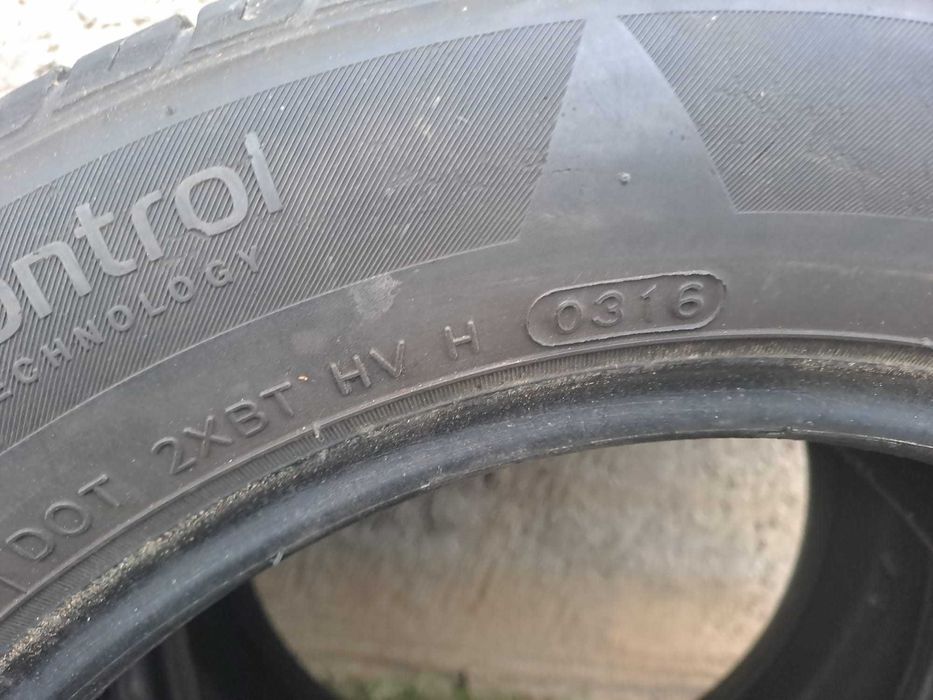 ontrol
TECHNOLOGY
DOT 2XBT HV H 0316